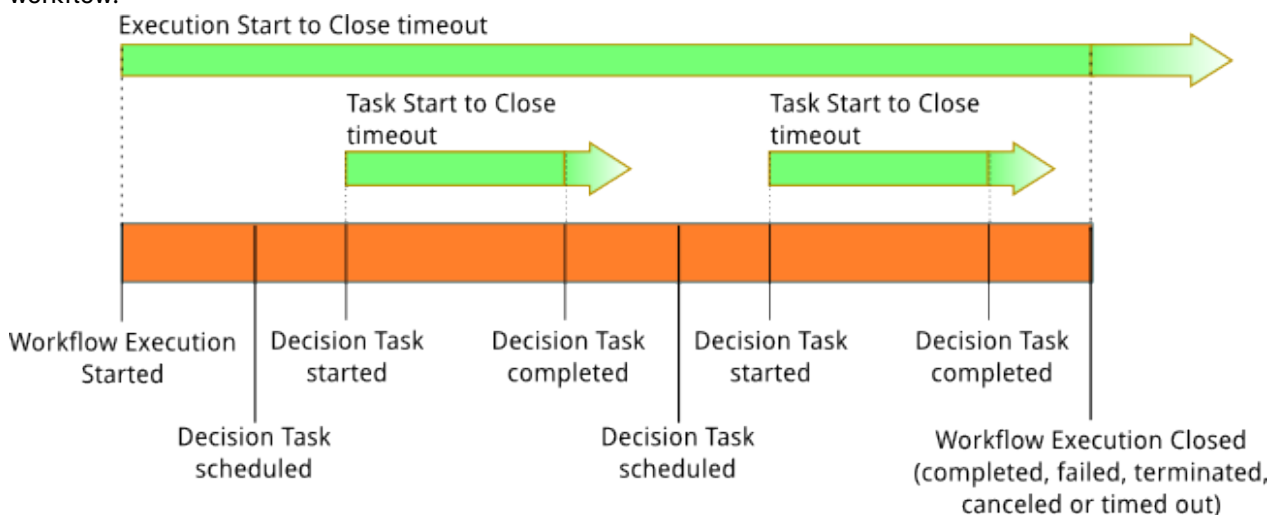 workflow.
Execution Start to Close timeout
Task Start to Close
timeout
Task Start to Close
timeout
Workflow Execution
Started
Decision Task
started
Decision Task
completed
Decision Task
started
Decision Task
completed
Decision Task
scheduled
Decision Task
scheduled
Workflow Execution Closed
(completed, failed, terminated,
canceled or timed out)